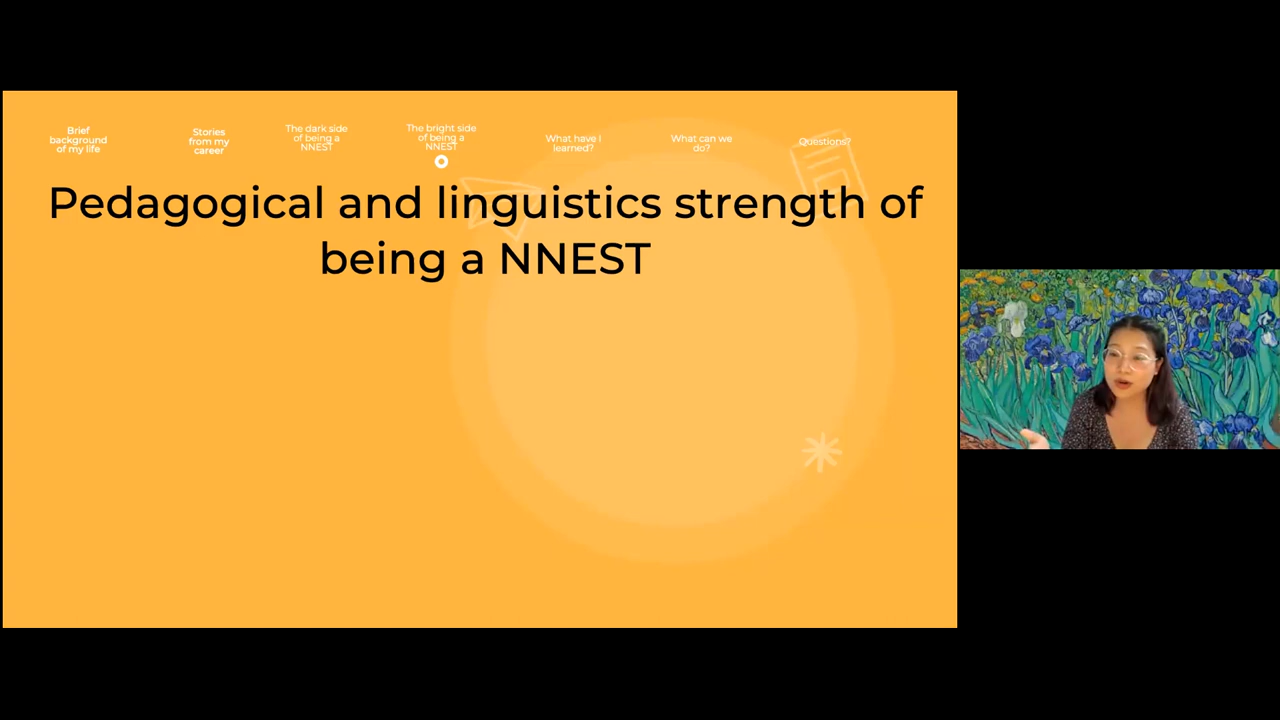 Brief
background
of my life
Stories
from my
career
The dark side
of being a
NNEST
The bright side
of being a
NNEST
What have I
learned?
What can we
do?
Questions?
Pedagogical and linguistics strength of
being a NNEST